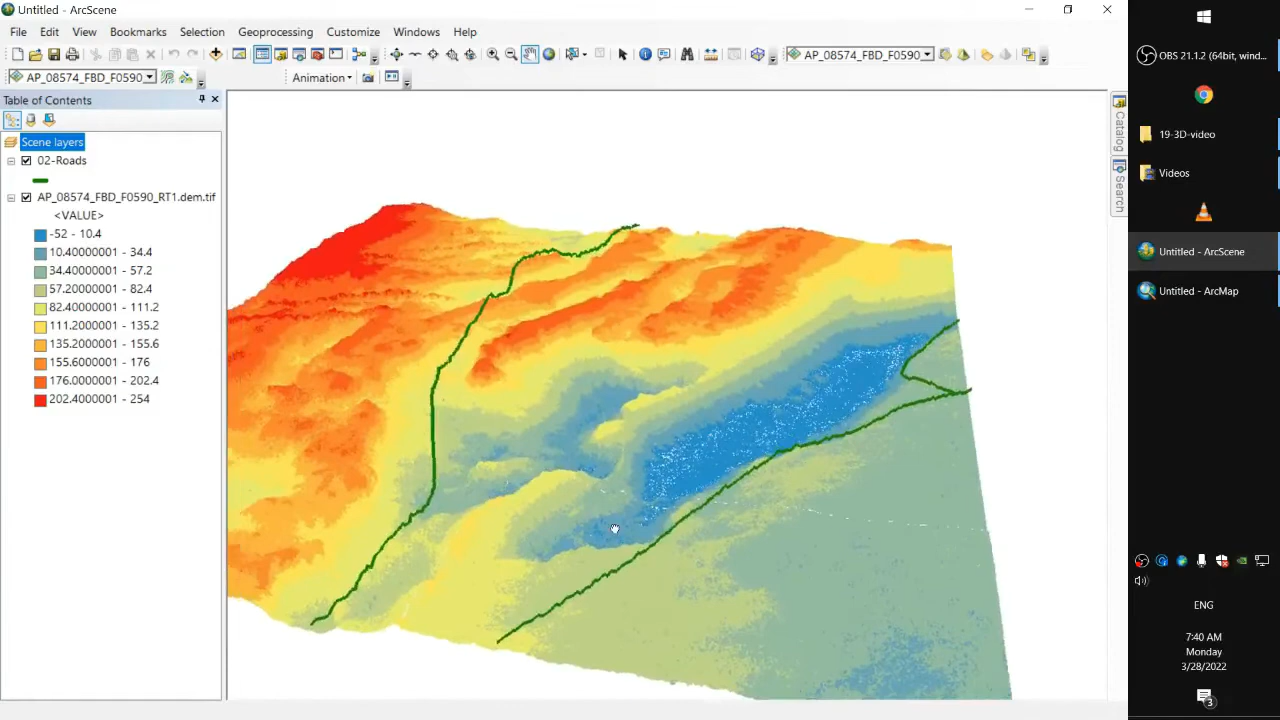 Untitled - ArcScene
File Edit View Bookmarks Selection Geoprocessing Customize Windows Help
AP_08574_FBD_F0590_
AP_08574_FBD_F0590_ Animation
Table of Contents
Scene layers
02-Roads
AP_08574_FBD_F0590_RT1.dem.tif
<VALUE>
-52 - 10.4
10.40000001 - 34.4
34.40000001 - 57.2
57.20000001 - 82.4
82.40000001 - 111.2
111.2000001 - 135.2
135.2000001 - 155.6
155.6000001 - 176
176.0000001 - 202.4
202.4000001 - 254
Catalog
Search
OBS 21.1.2 (64bit, wind...
19-3D-video
Videos
Untitled - ArcScene
Untitled - ArcMap
ENG
7:40 AM
Monday
3/28/2022
3